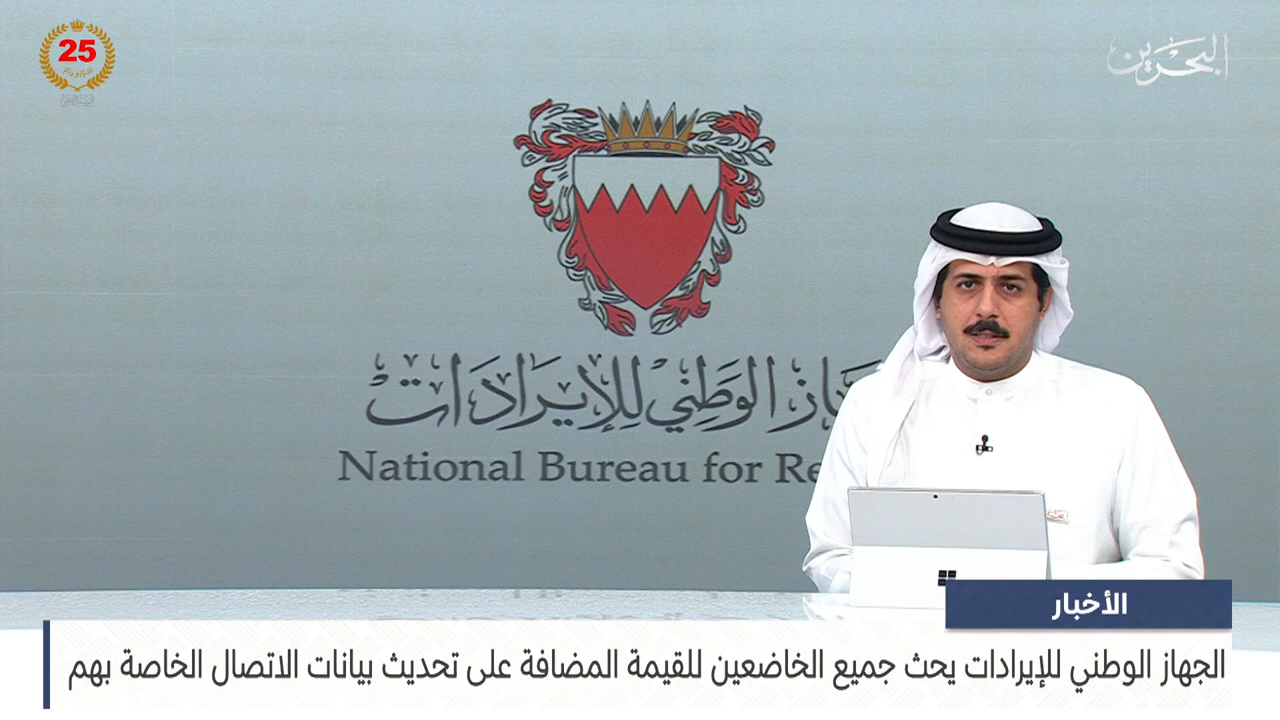 25
البحرين
ـاز الوطني للإيرادات
National Bureau for Re
الأخبار
الجهاز الوطني للإيرادات يحث جميع الخاضعين للقيمة المضافة على تحديث بيانات الاتصال الخاصة بهم